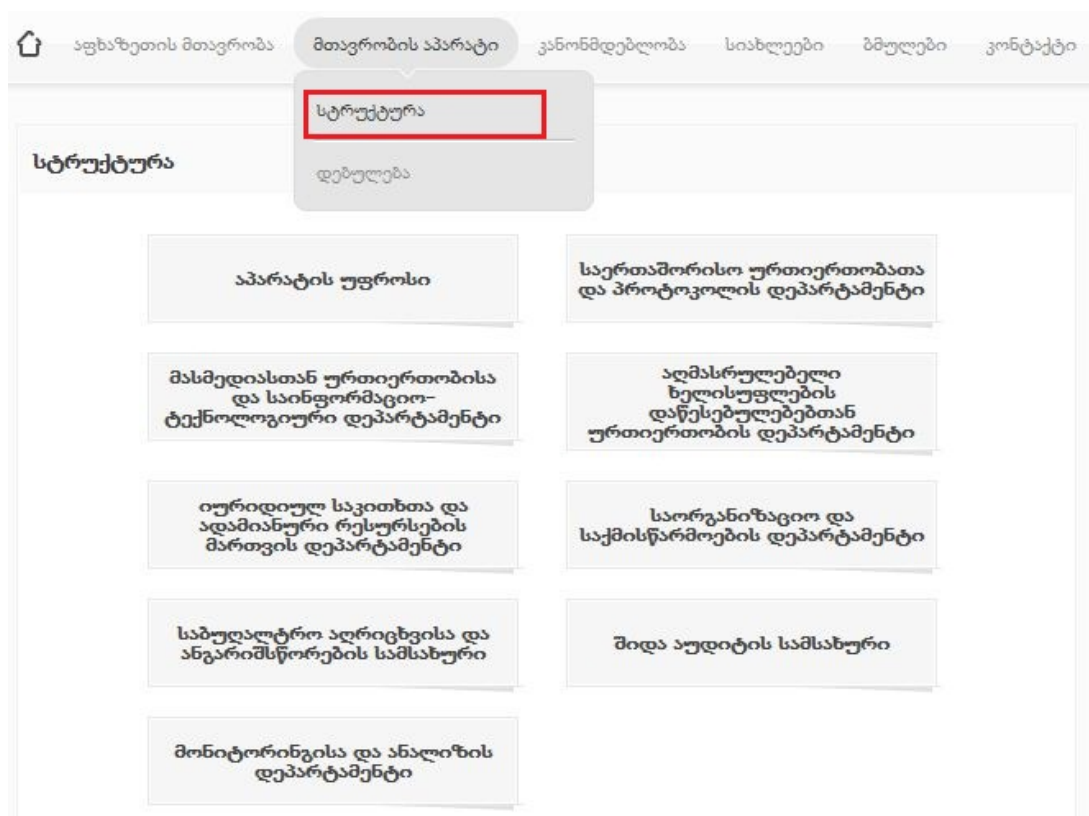 აფხაზეთის მთავრობა მთავრობის აპარატი კანონმდებლობა სიახლეები ბმულები კონტაქტი
სტრუქტურა
დებულება
სტრუქტურა
აპარატის უფროსი
საერთაშორისო ურთიერთობათა
და პროტოკოლის დეპარტამენტი
მასმედიასთან ურთიერთობისა
და საინფორმაციო-
ტექნოლოგიური დეპარტამენტი
აღმასრულებელი
ხელისუფლების
დაწესებულებებთან
ურთიერთობის დეპარტამენტი
იურიდიულ საკითხთა და
ადამიანური რესურსების
მართვის დეპარტამენტი
საორგანიზაციო და
საქმისწარმოების დეპარტამენტი
საბუღალტრო აღრიცხვისა და
ანგარიშსწორების სამსახური
შიდა აუდიტის სამსახური
მონიტორინგისა და ანალიზის
დეპარტამენტი